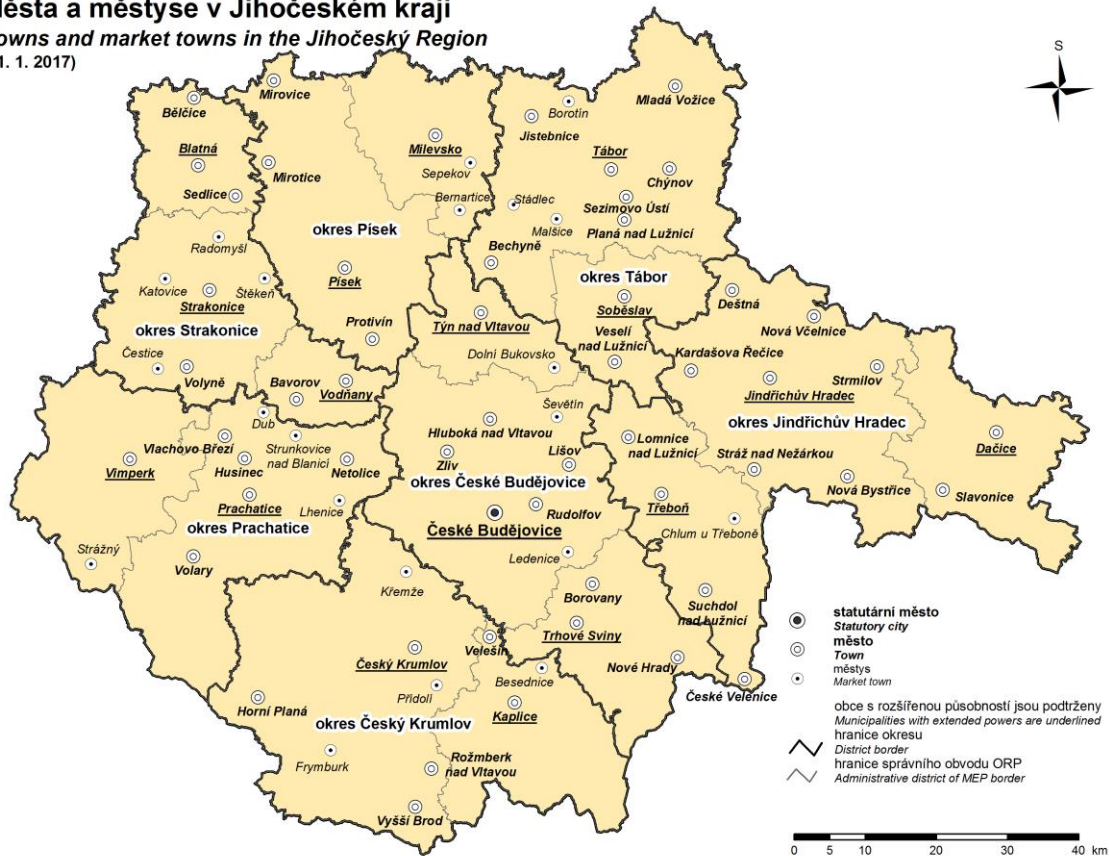 Města a městyse v Jihočeském kraji
owns and market towns in the Jihočeský Region
1. 1. 2017)
S
Mirovice
Mladá Vožice
Bělčice
Borotín
Jistebnice
Blatná
Milevsko
Tábor
Mirotice
Sepekov
Chýnov
Sedlice
Bernartice
Stádlec
Sezimovo Ústí
okres Písek
Malšice
Planá nad Lužnicí
Radomyšl
Bechyně
Katovice
Štěkeň
Písek
okres Tábor
Strakonice
Soběslav
Deštná
okres Strakonice
Protivín
Týn nad Vltavou
Veselí
nad Lužnicí
Nová Včelnice
Čestice
Dolní Bukovsko
Kardašova Řečice
Volyně
Bavorov
Vodňany
Strmilov
Jindřichův Hradec
Dub
Ševětín
okres Jindřichův Hradec
Vlachovo Březí
Strunkovice
nad Blanicí
Hluboká nad Vltavou
Lomnice
nad Lužnicí
Stráž nad Nežárkou
Dačice
Vimperk
Husinec
Netolice
Zliv
Lišov
okres České Budějovice
Nová Bystřice
Slavonice
Prachatice
Lhenice
Rudolfov
Třeboň
okres Prachatice
České Budějovice
Chlum u Třeboně
Strážný
Ledenice
Volary
Křemže
Borovany
Suchdol
nad Lužnicí
Trhové Sviny
Velešín
Český Krumlov
Nové Hrady
Besednice
České Velenice
Přídolí
Horní Planá
Kaplice
okres Český Krumlov
Frymburk
Rožmberk
nad Vltavou
Vyšší Brod
statutární město
Statutory city
město
Town
městys
Market town
obce s rozšířenou působností jsou podtrženy
Municipalities with extended powers are underlined
hranice okresu
District border
hranice správního obvodu ORP
Administrative district of MEP border
0 5 10 20 30 40 km